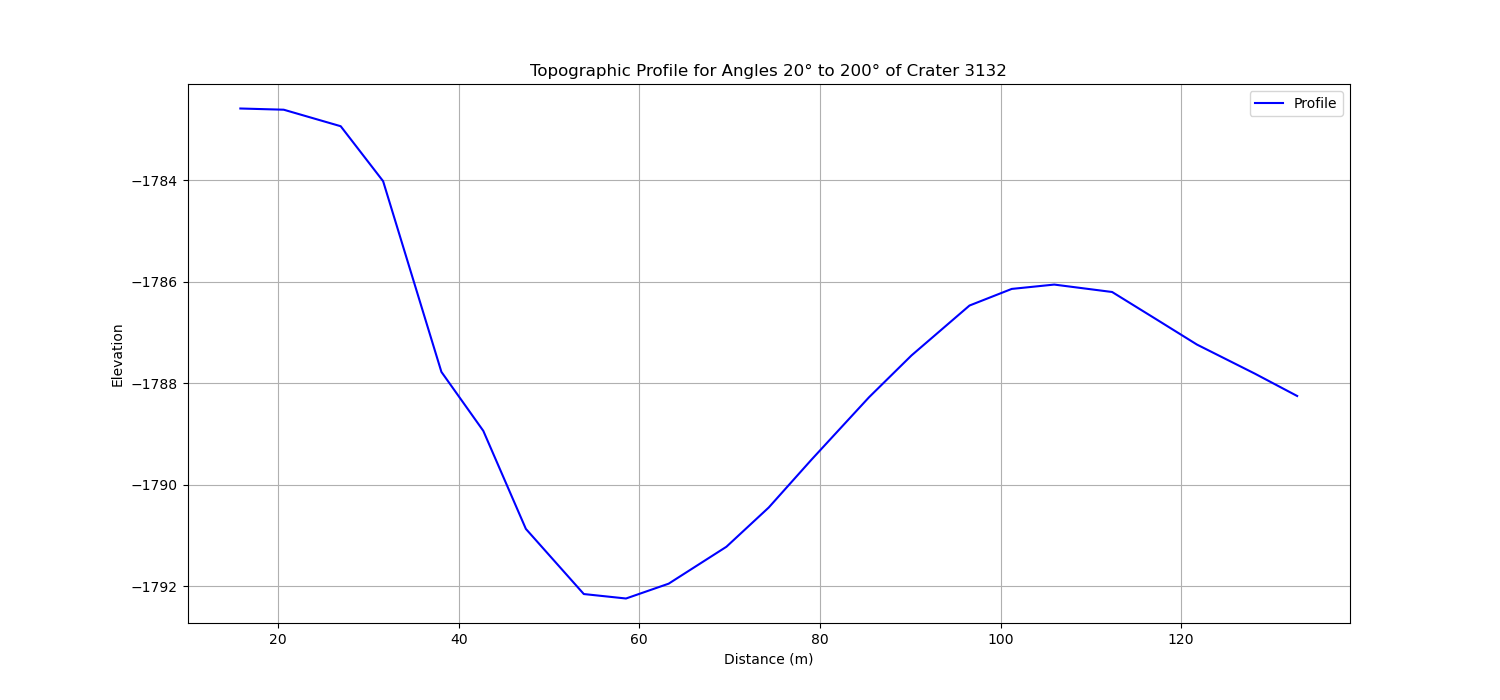 Topographic Profile for Angles 20° to 200° of Crater 3132
Profile
−1784
−1786
−1788
−1790
−1792
Elevation
20
40
60
80
100
120
Distance (m)